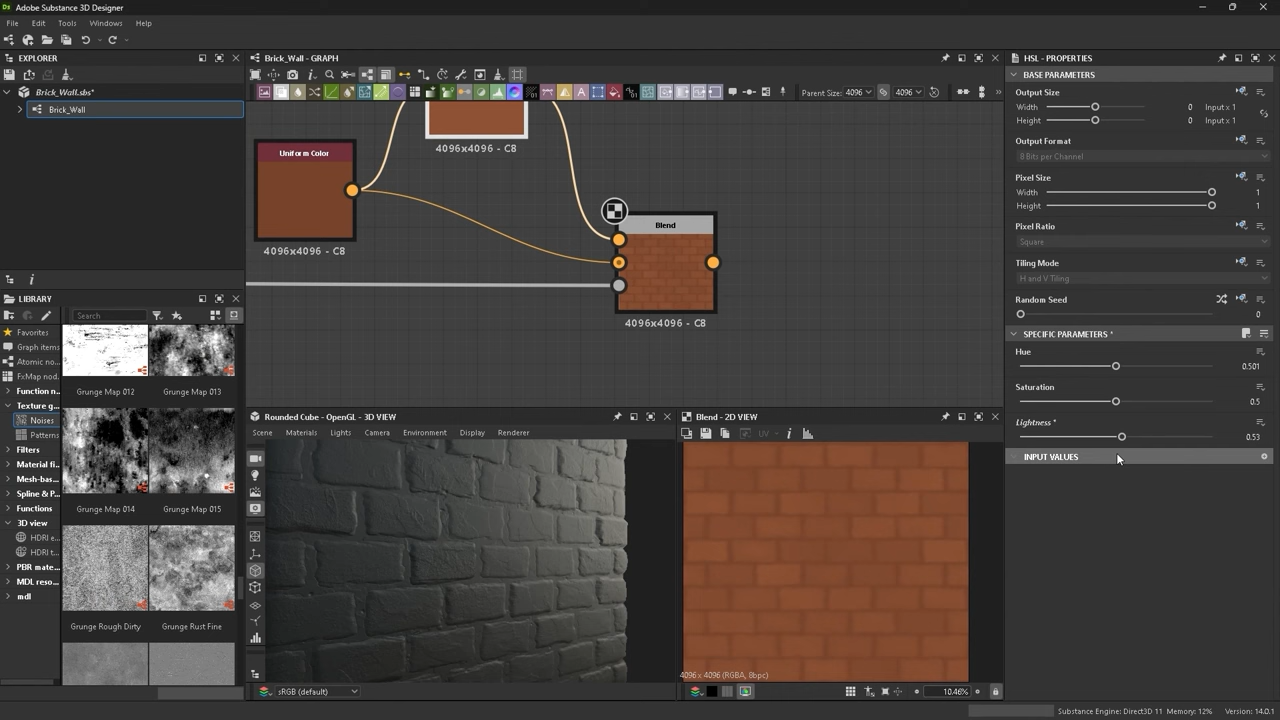 Ds Adobe Substance 3D Designer
File Edit Tools Windows Help
EXPLORER
Brick_Wall.sbs*
Brick_Wall
LIBRARY
Search
Favorites
Graph items
Atomic no...
FxMap nod...
Function n...
Texture g...
Noises
Patterns
Filters
Material fi...
Mesh-bas...
Spline & P...
Functions
3D view
HDRI e...
HDRI t...
PBR mate...
MDL reso...
mdl
Grunge Map 012 Grunge Map 013
Grunge Map 014 Grunge Map 015
Grunge Rough Dirty Grunge Rust Fine
Brick_Wall - GRAPH
Parent Size: 4096 4096
Uniform Color
4096x4096 - C8
4096x4096 - C8
Blend
4096x4096 - C8
Rounded Cube - OpenGL - 3D VIEW
Scene Materials Lights Camera Environment Display Renderer
sRGB (default)
Blend - 2D VIEW
UV
4096 x 4096 (RGBA, 8bpc)
10.46%
HSL - PROPERTIES
BASE PARAMETERS
Output Size
Width 0 Input x 1
Height 0 Input x 1
Output Format
8 Bits per Channel
Pixel Size
Width 1
Height 1
Pixel Ratio
Square
Tiling Mode
H and V Tiling
Random Seed
0
SPECIFIC PARAMETERS *
Hue
0.501
Saturation
0.5
Lightness *
0.53
INPUT VALUES
Substance Engine: Direct3D 11 Memory: 12% Version: 14.0.1